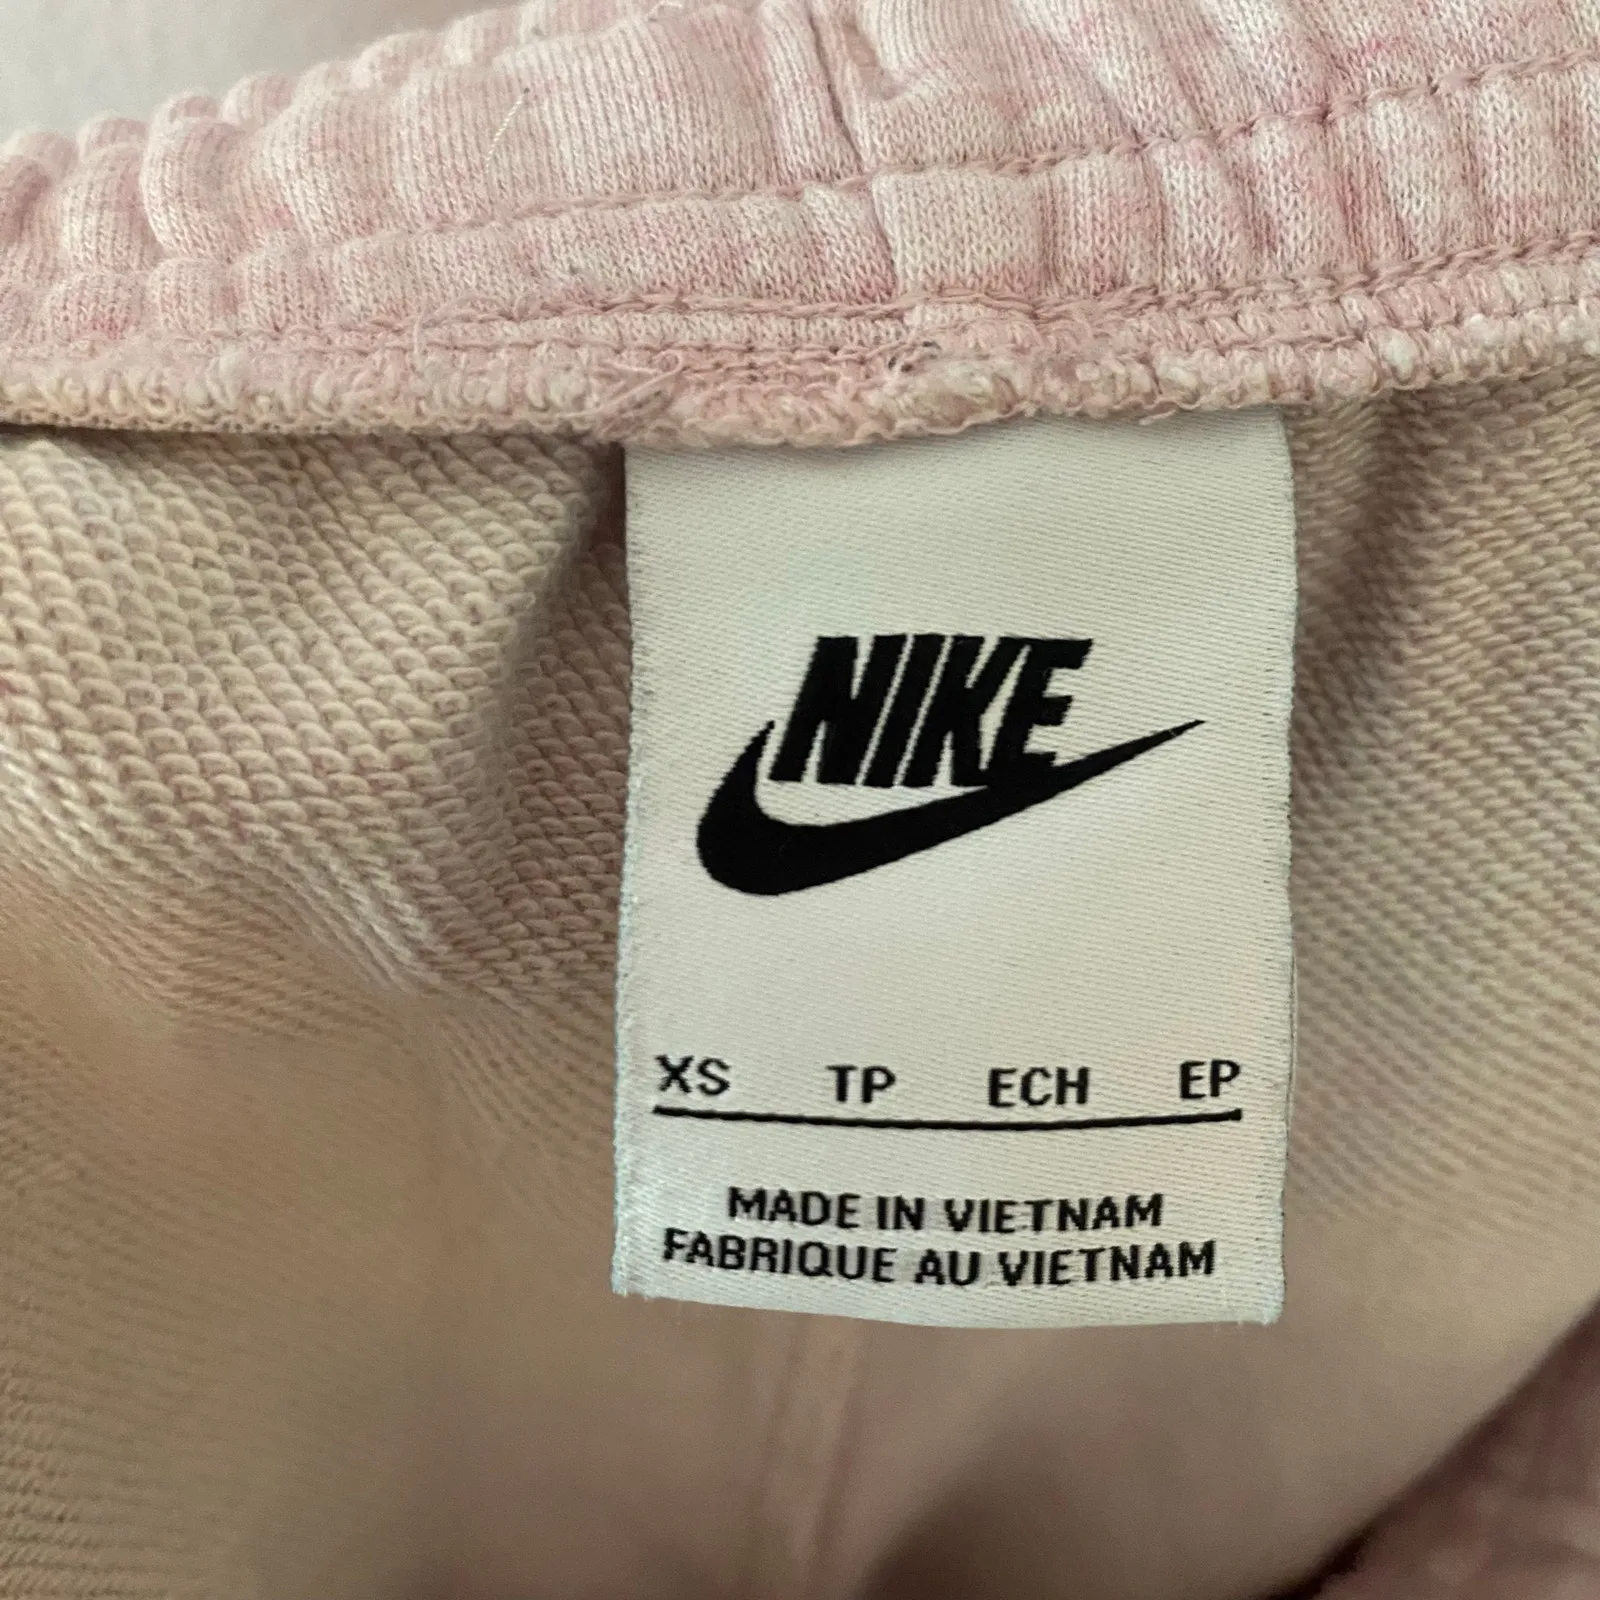 NIKE
XS TP ECH EP
MADE IN VIETNAM
FABRIQUE AU VIETNAM